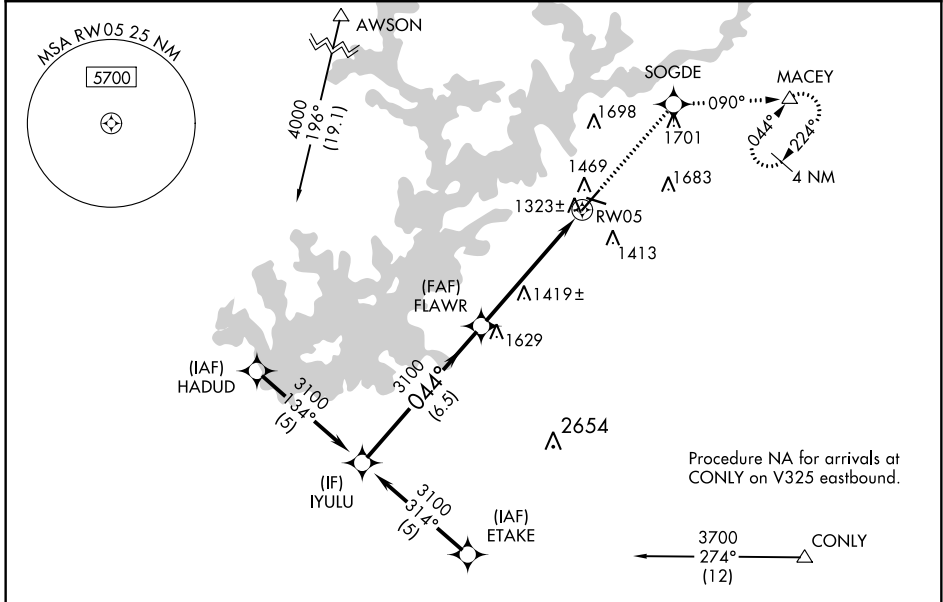 MSA RW05 25 NM
5700
AWSON
4000
196°
(19.1)
SOGDE
MACEY
090°
044°
224°
4 NM
1698
1701
1469
1683
1323±
RW05
1413
(FAF)
FLAWR
1419±
1629
(IAF)
HADUD
3100
134°
(5)
3100
044°
(6.5)
2654
(IF)
IYULU
3100
314°
(5)
(IAF)
ETAKE
Procedure NA for arrivals at
CONLY on V325 eastbound.
3700
274°
(12)
CONLY